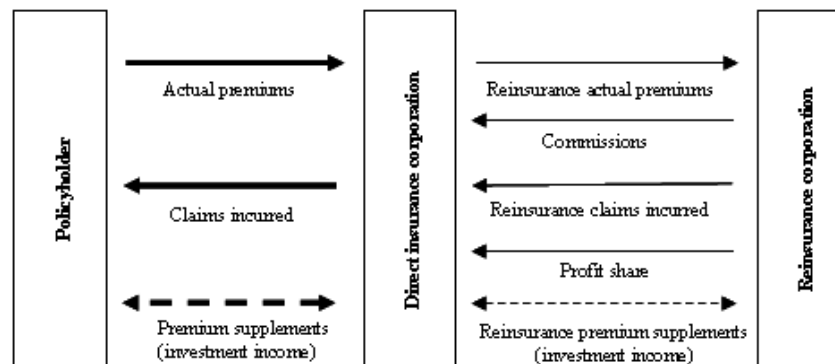 Policyholder
Actual premiums
Claims incurred
Premium supplements
(investment income)
Direct insurance corporation
Reinsurance actual premiums
Commissions
Reinsurance claims incurred
Profit share
Reinsurance premium supplements
(investment income)
Reinsurance corporation